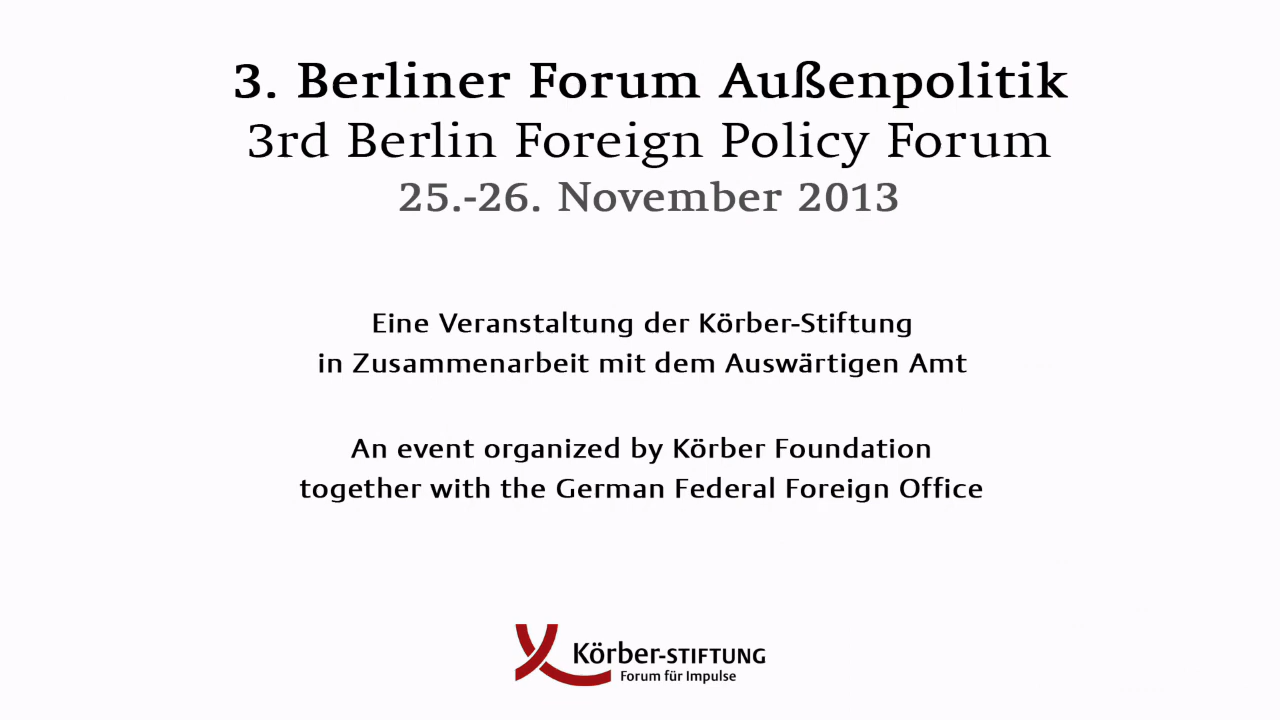 3. Berliner Forum Außenpolitik
3rd Berlin Foreign Policy Forum
25.-26. November 2013
Eine Veranstaltung der Körber-Stiftung
in Zusammenarbeit mit dem Auswärtigen Amt
An event organized by Körber Foundation
together with the German Federal Foreign Office
Körber-STIFTUNG
Forum für Impulse